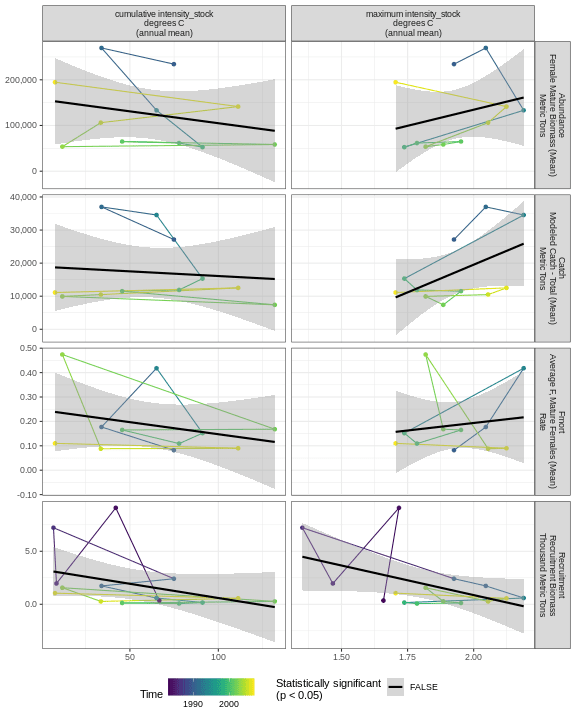 cumulative intensity_stock
degrees C
(annual mean)
maximum intensity_stock
degrees C
(annual mean)
200,000
100,000
0
Abundance
Female Mature Biomass (Mean)
Metric Tons
40,000
30,000
20,000
10,000
0
Catch
Modeled Catch - Total (Mean)
Metric Tons
0.50
0.40
0.30
0.20
0.10
0.00
-0.10
Fmort
Average F, Mature Females (Mean)
Rate
5.0
0.0
Recruitment
Recruitment Biomass
Thousand Metric Tons
50
100
1.50
1.75
2.00
Time
1990
2000
Statistically significant
(p < 0.05)
FALSE